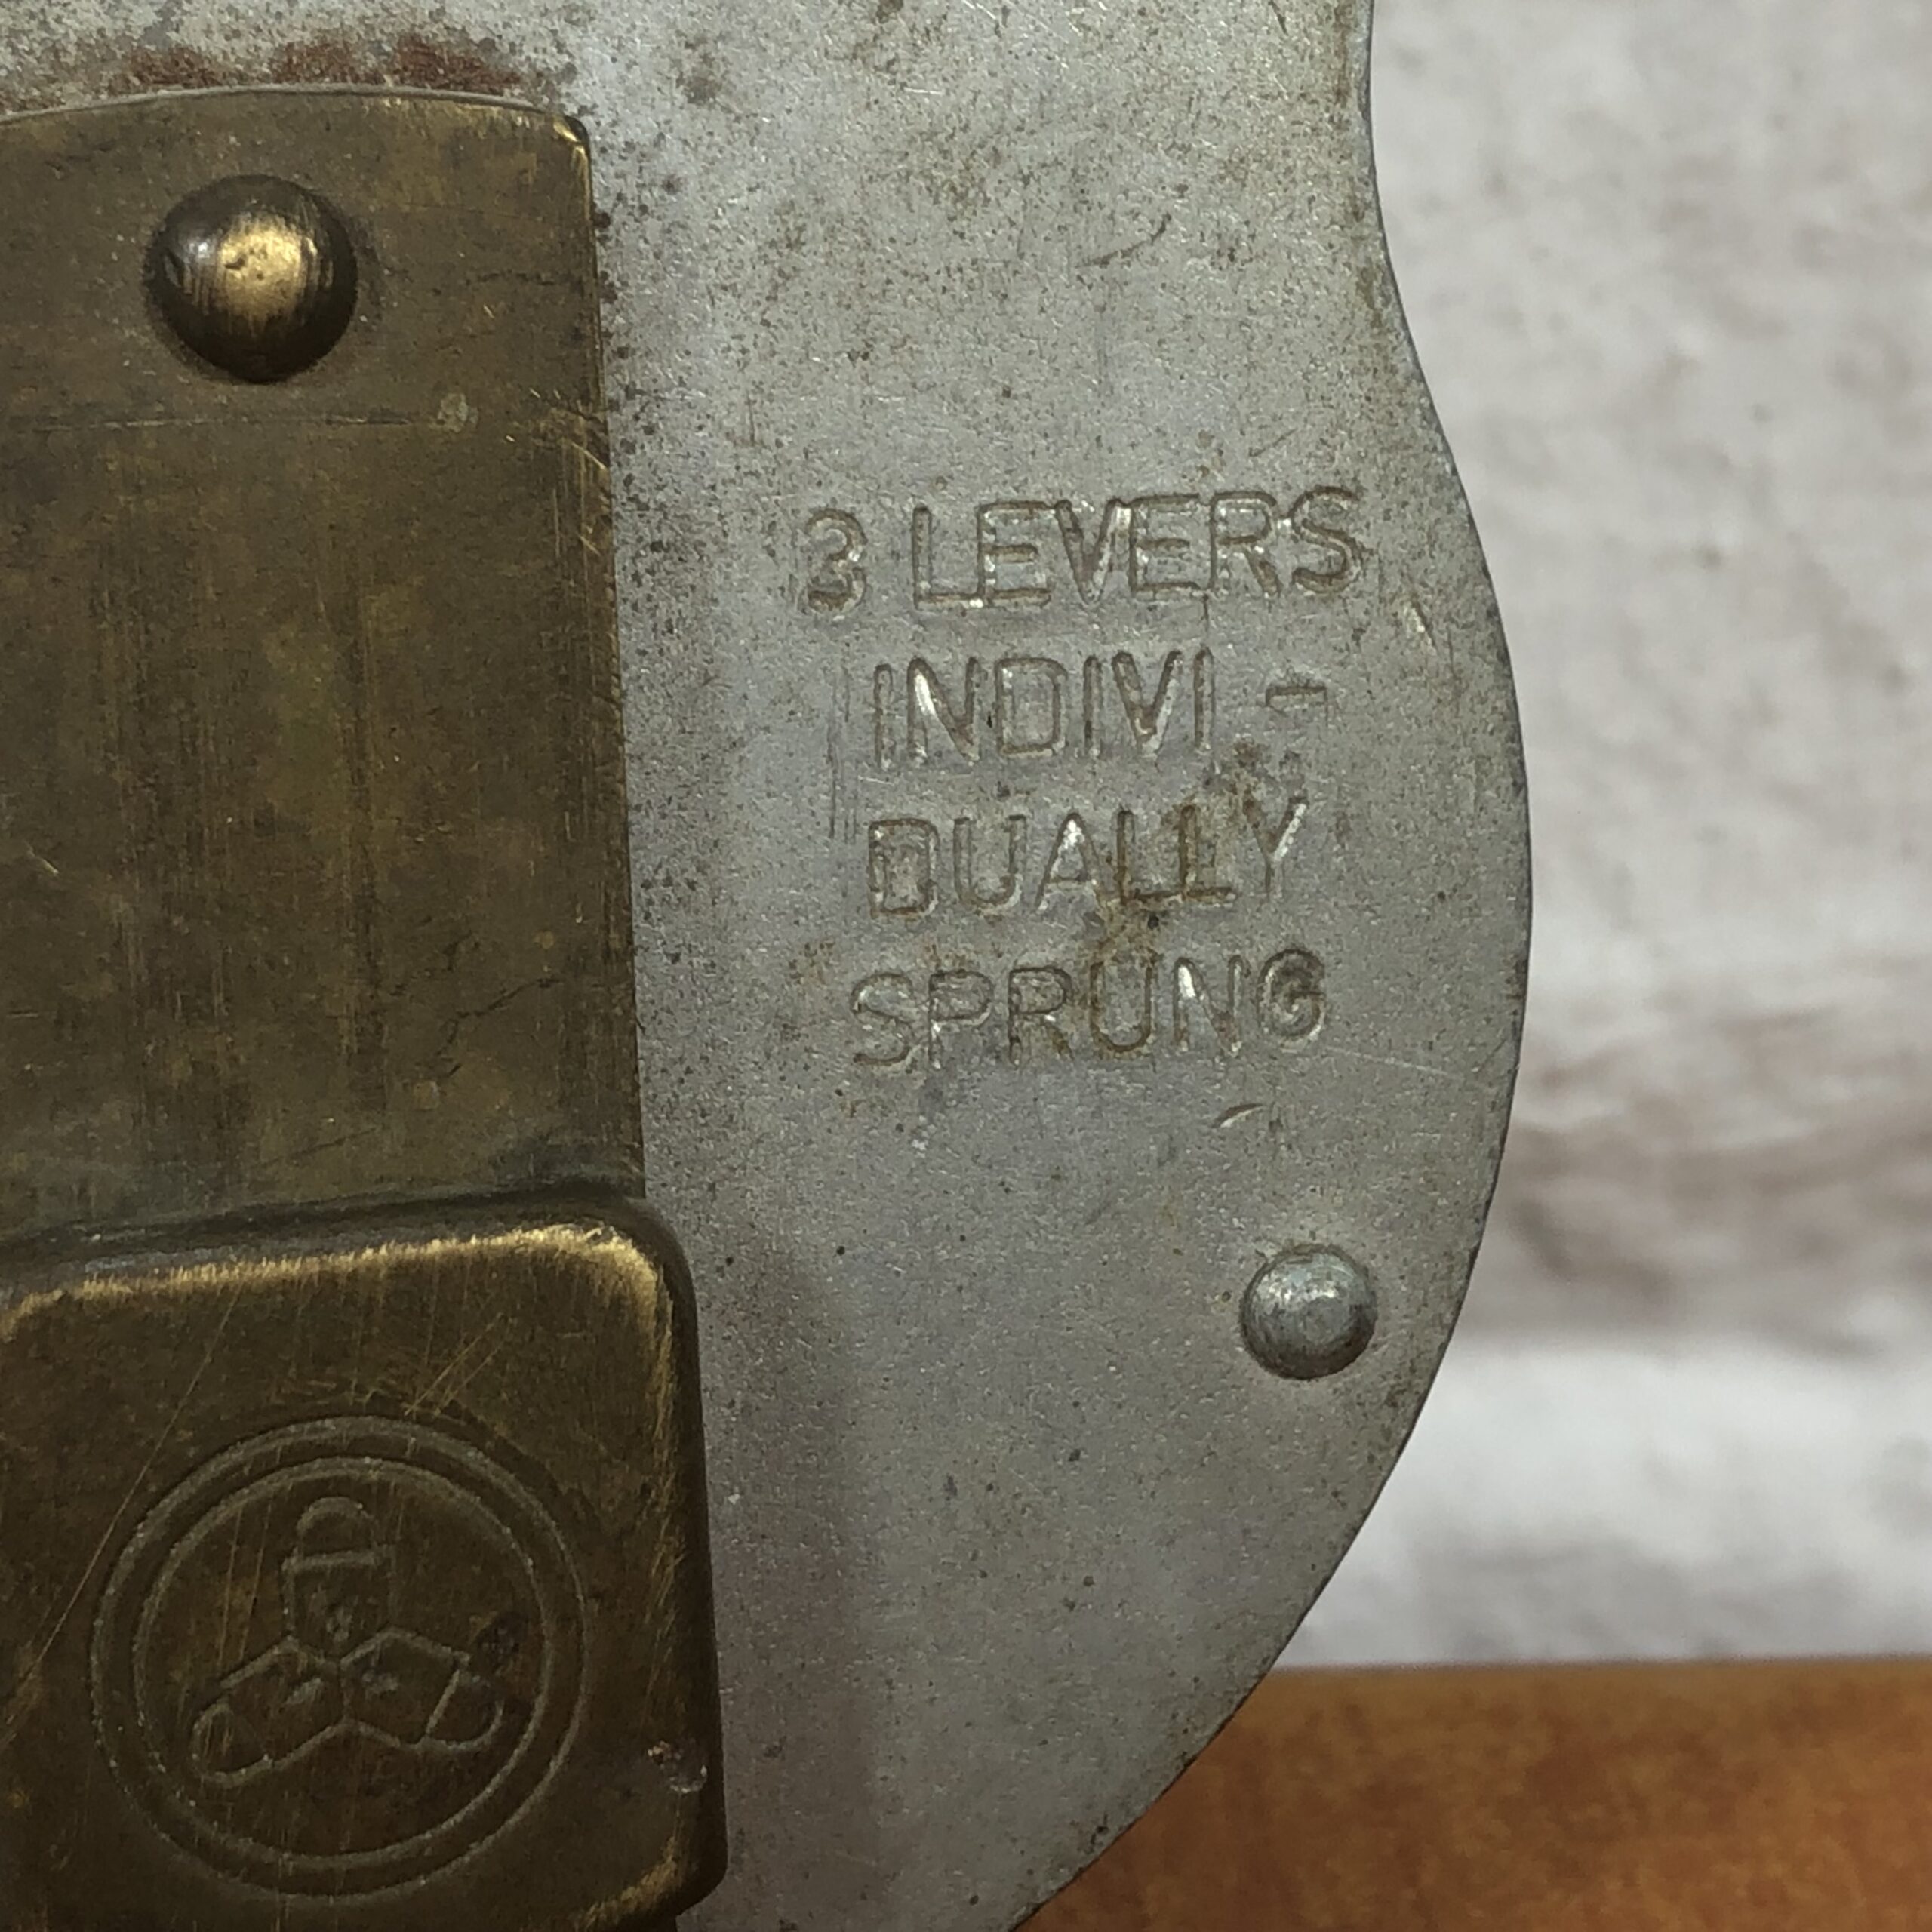 3 LEVERS
INDIVI-
DUALLY
SPRUNG